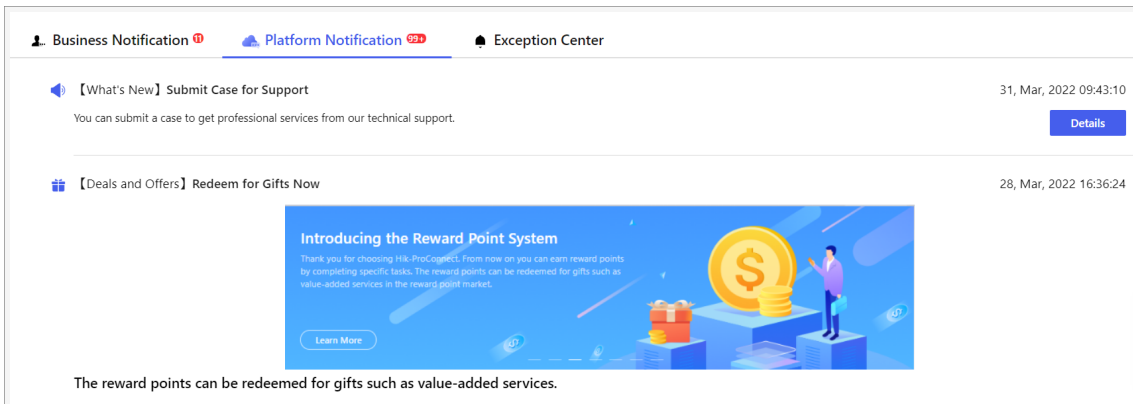 Business Notification 11
Platform Notification 99+
Exception Center
【What's New】Submit Case for Support
31, Mar, 2022 09:43:10
You can submit a case to get professional services from our technical support.
Details
【Deals and Offers】Redeem for Gifts Now
28, Mar, 2022 16:36:24
Introducing the Reward Point System
Thank you for choosing Hik-ProConnect. From now on you can earn reward points
by completing specific tasks. The reward points can be redeemed for gifts such as
value-added services in the reward point market.
Learn More
The reward points can be redeemed for gifts such as value-added services.